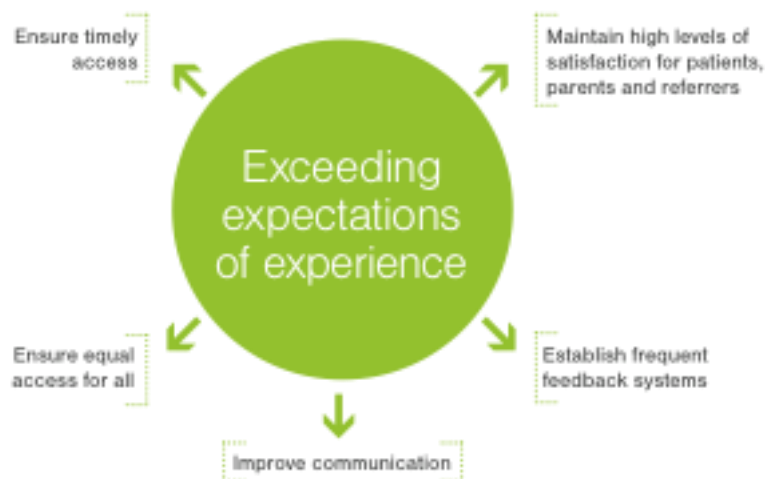 Ensure timely
access
Maintain high levels of
satisfaction for patients,
parents and referrers
Exceeding
expectations
of experience
Ensure equal
access for all
Establish frequent
feedback systems
Improve communication